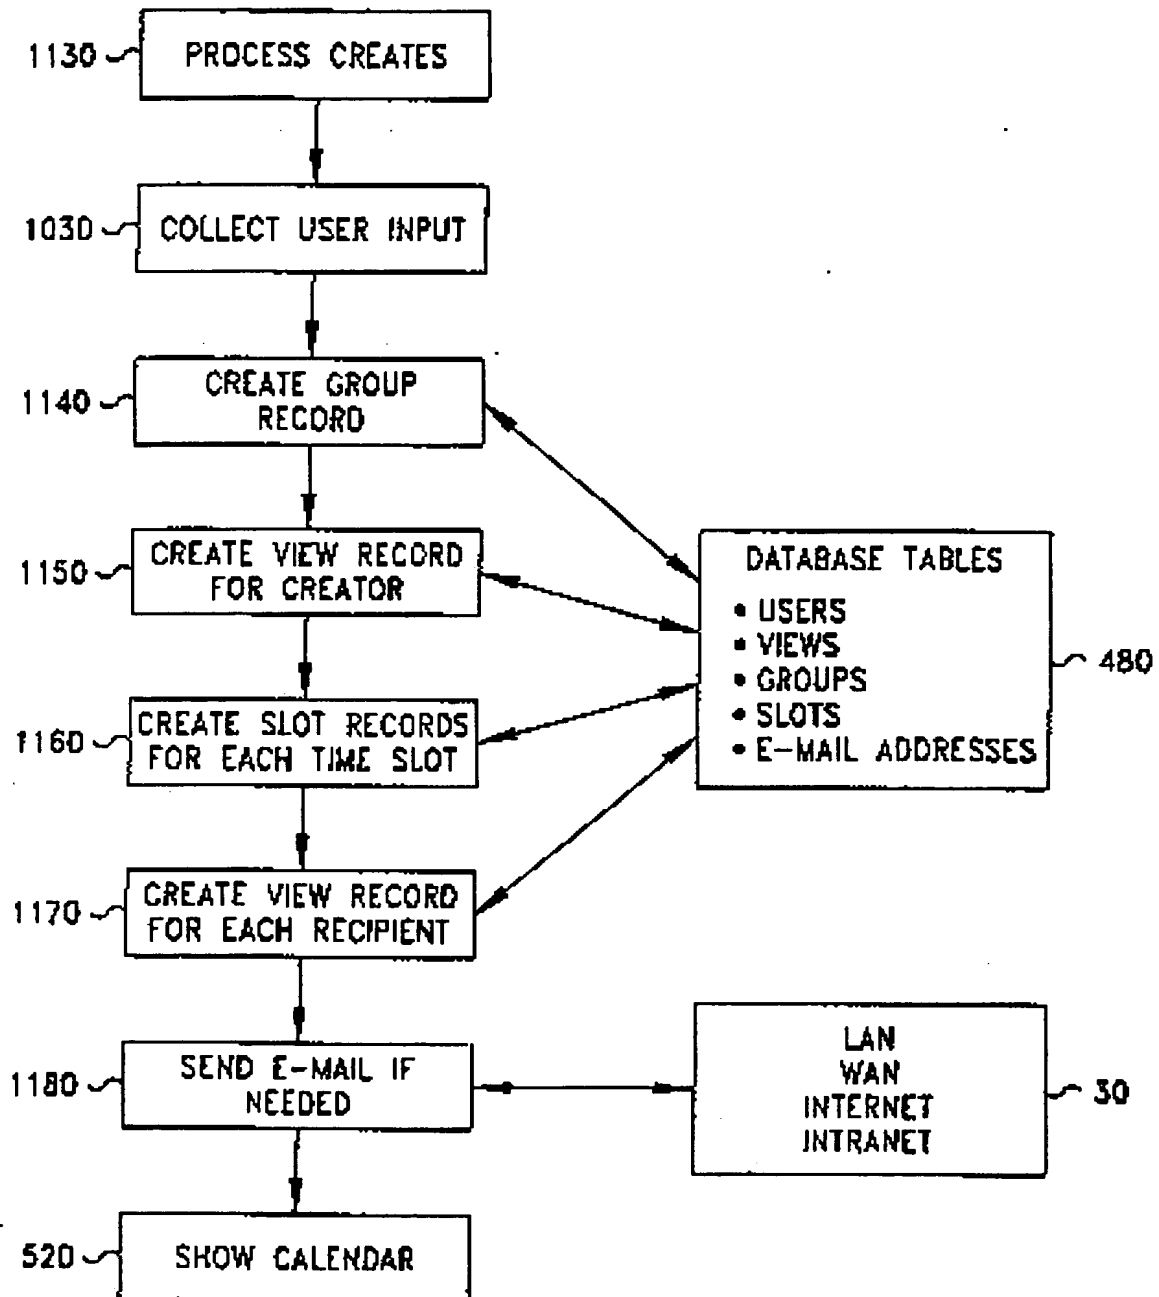 1130
PROCESS CREATES
1030
COLLECT USER INPUT
1140
CREATE GROUP
RECORD
1150
CREATE VIEW RECORD
FOR CREATOR
DATABASE TABLES
• USERS
• VIEWS
• GROUPS
• SLOTS
• E-MAIL ADDRESSES
480
1160
CREATE SLOT RECORDS
FOR EACH TIME SLOT
1170
CREATE VIEW RECORD
FOR EACH RECIPIENT
1180
SEND E-MAIL IF
NEEDED
LAN
WAN
INTERNET
INTRANET
30
520
SHOW CALENDAR